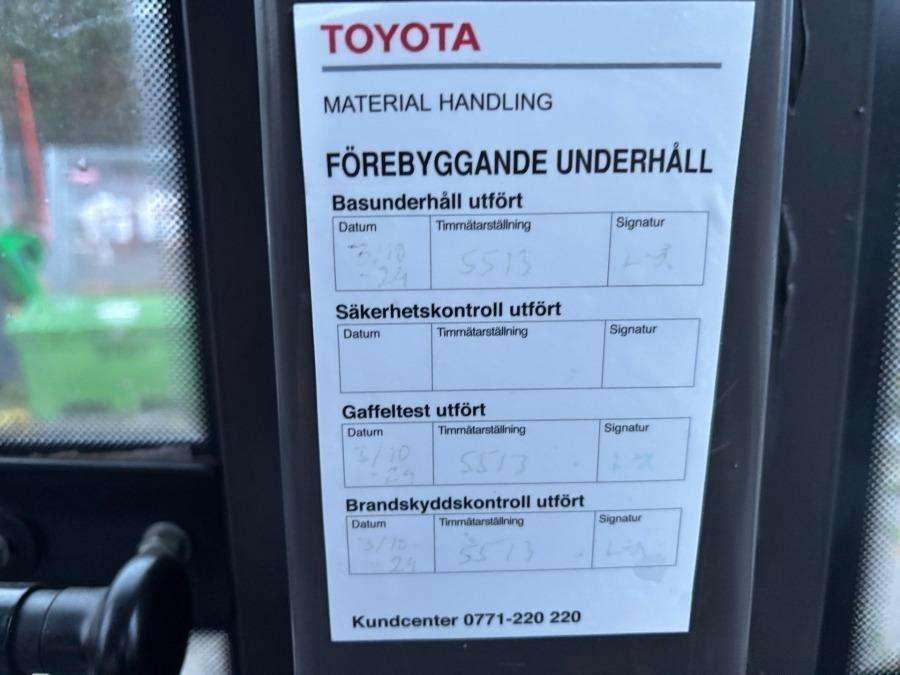 TOYOTA
MATERIAL HANDLING
FÖREBYGGANDE UNDERHÅLL
Basunderhåll utfört
Datum Timmätarställning Signatur
3/10 5513
-24
Säkerhetskontroll utfört
Datum Timmätarställning Signatur
Gaffeltest utfört
Datum Timmätarställning Signatur
3/10 5513
-24
Brandskyddskontroll utfört
Datum Timmätarställning Signatur
3/10 5513
-24
Kundcenter 0771-220 220